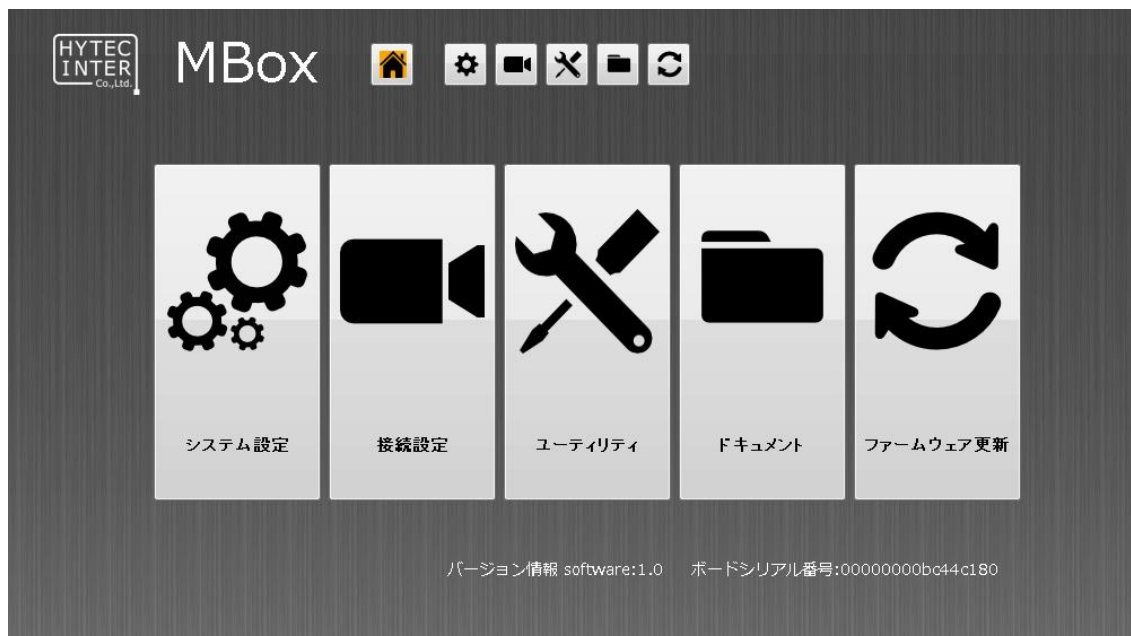 HYTEC
INTER
Co.,Ltd.
MBox
システム設定
接続設定
ユーティリティ
ドキュメント
ファームウェア更新
バージョン情報 software:1.0 ボードシリアル番号:00000000bc44c180